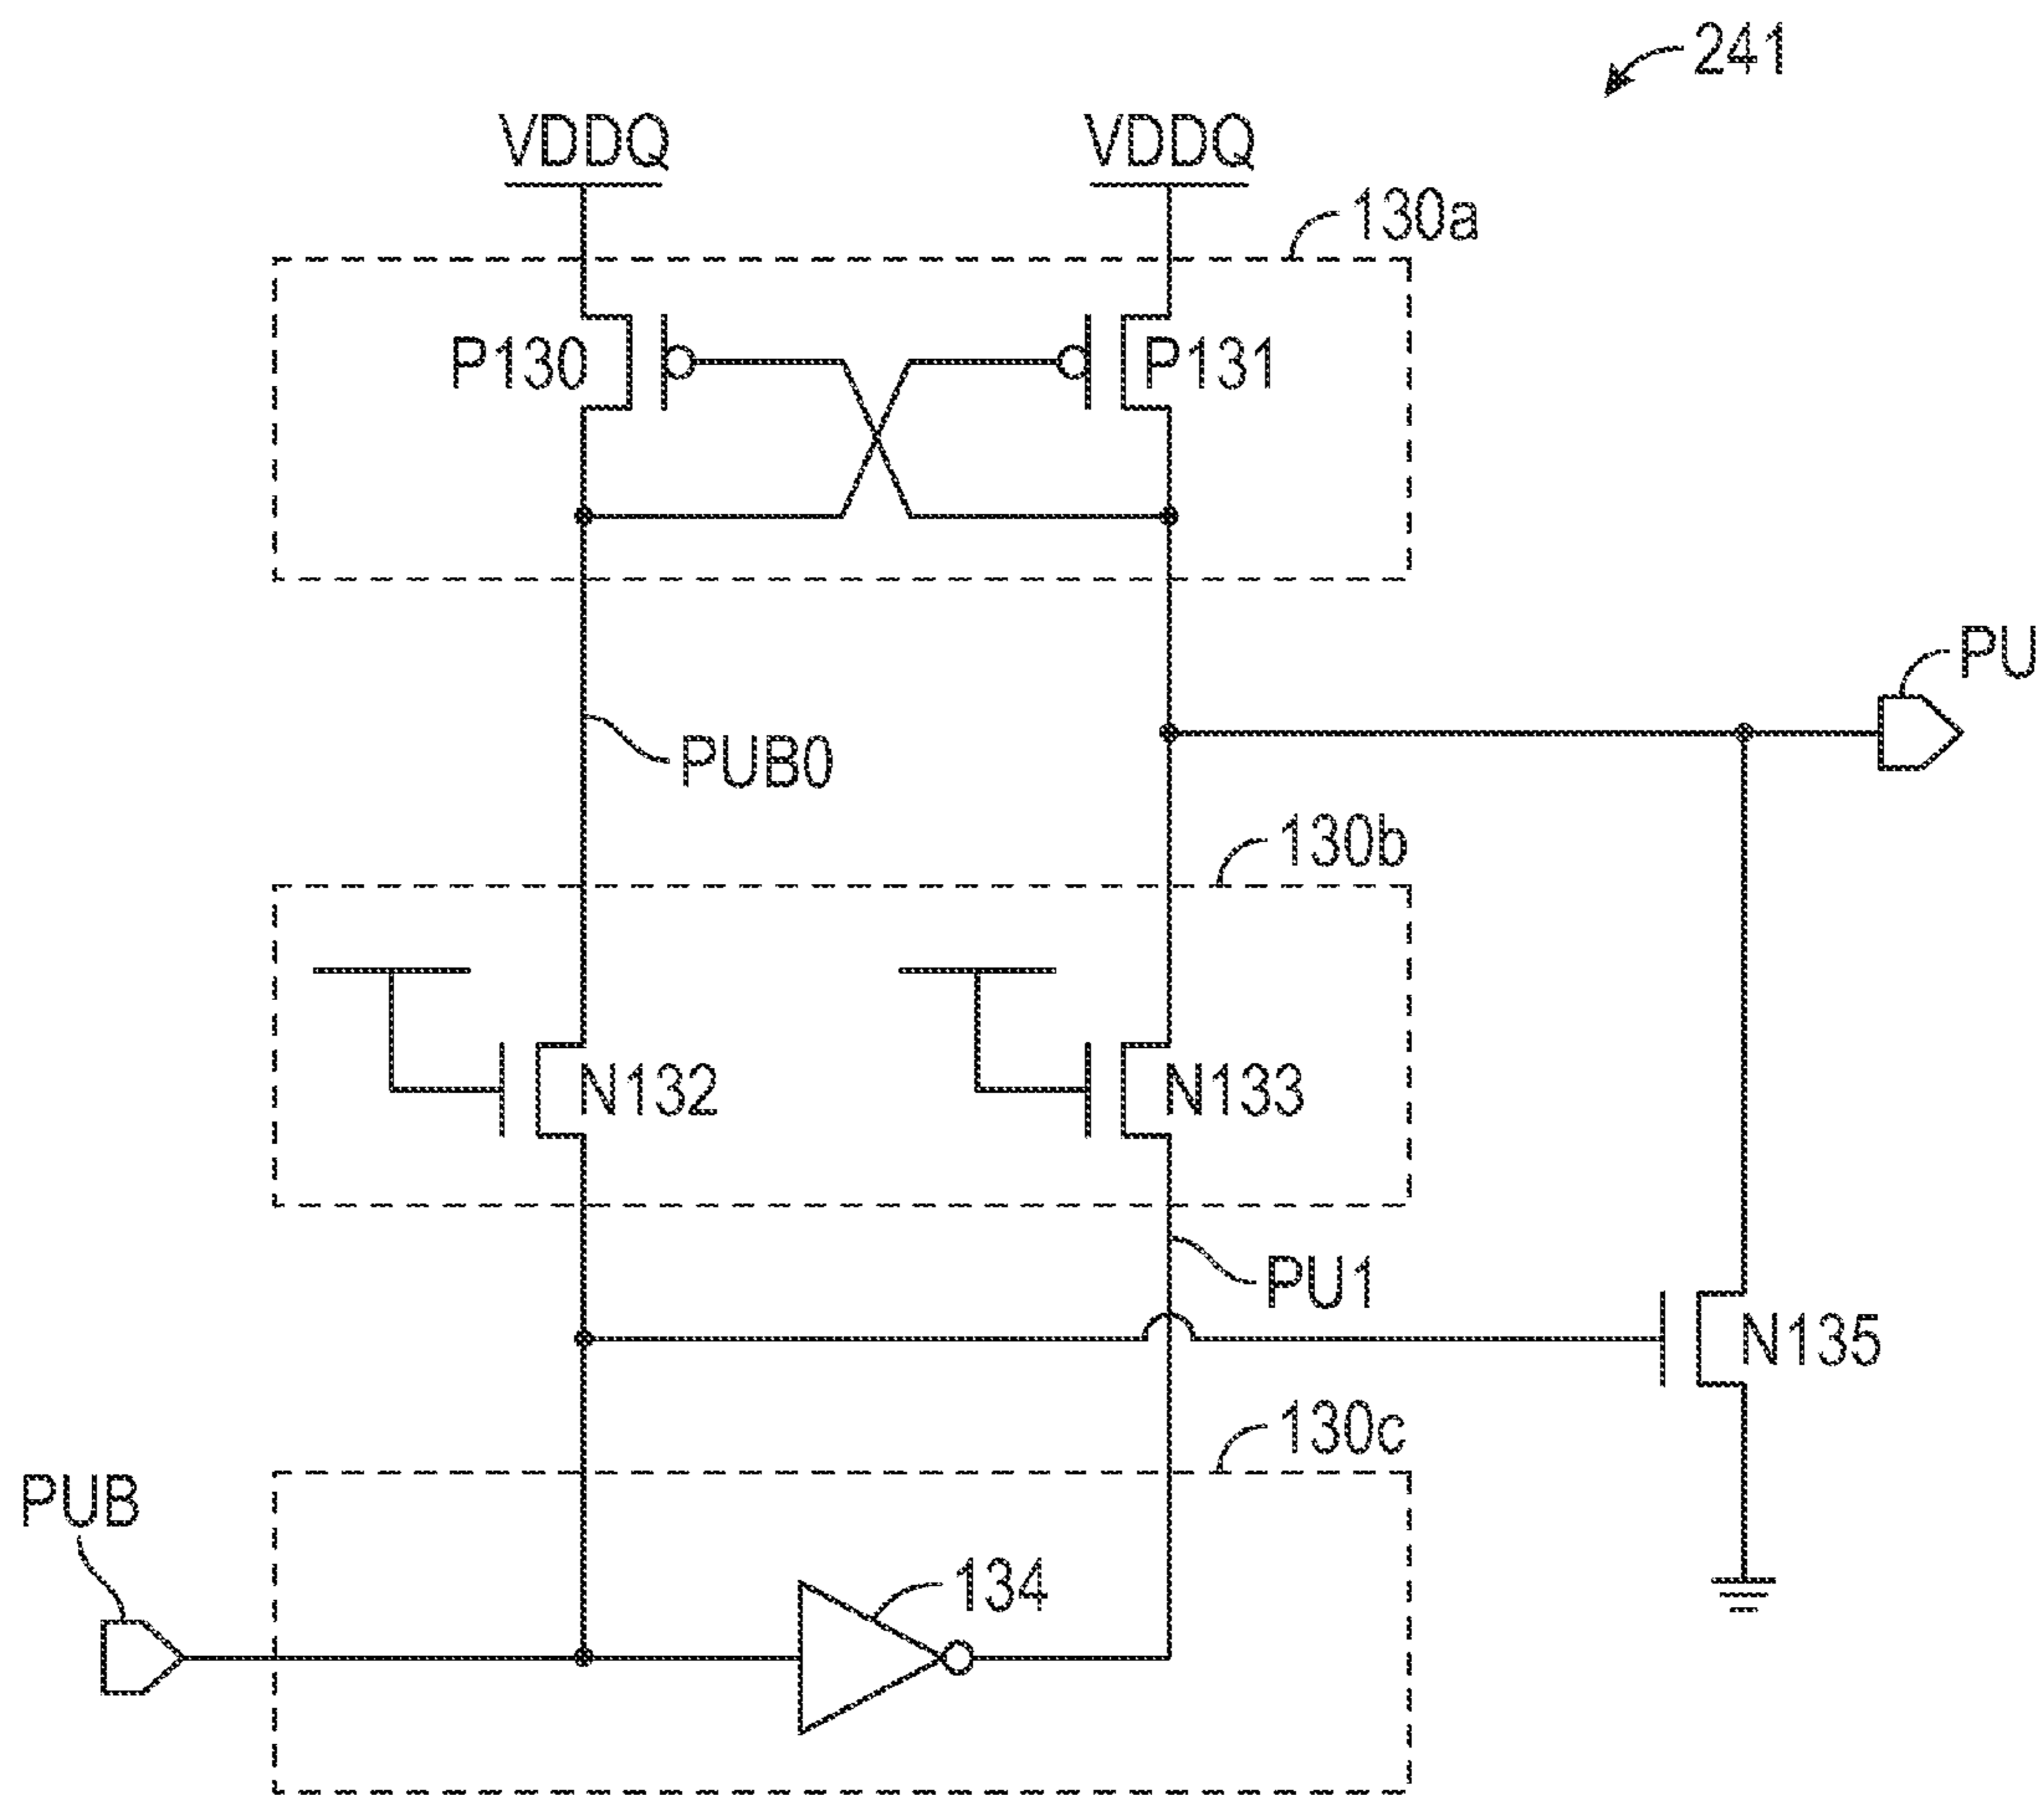 241
VDDQ VDDQ
130a
P130 P131
PU
PUB0
130b
N132 N133
PU1
N135
130c
PUB
134